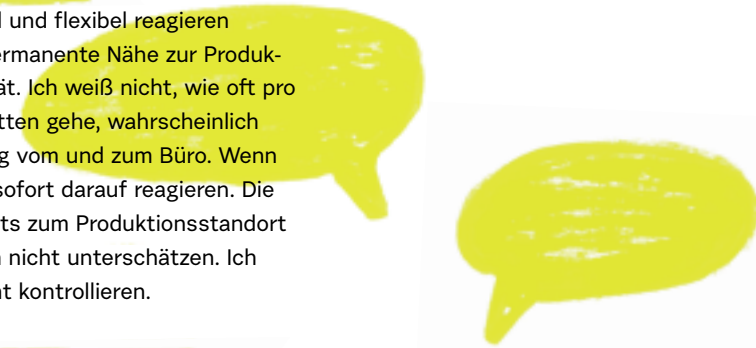 und flexibel reagieren
ermanente Nähe zur Produk-
ät. Ich weiß nicht, wie oft pro
tten gehe, wahrscheinlich
g vom und zum Büro. Wenn
sofort darauf reagieren. Die
ts zum Produktionsstandort
nicht unterschätzen. Ich
t kontrollieren.